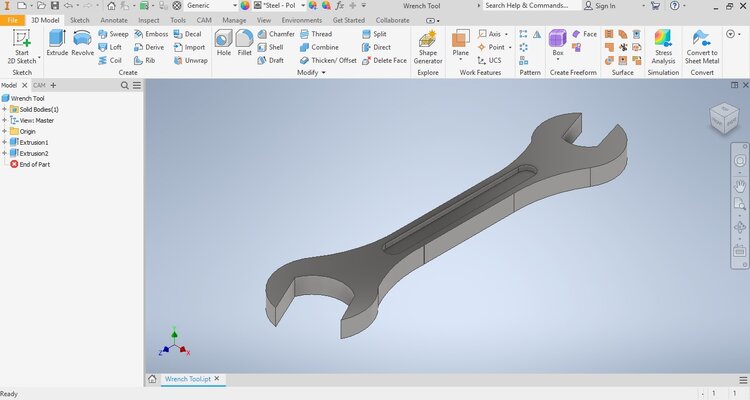 Generic
*Steel - Pol
Wrench Tool
Search Help & Commands...
Sign In
File
3D Model
Sketch
Annotate
Inspect
Tools
CAM
Manage
View
Environments
Get Started
Collaborate
Start
2D Sketch
Extrude
Revolve
Sweep
Emboss
Decal
Loft
Derive
Import
Coil
Rib
Unwrap
Hole
Fillet
Chamfer
Thread
Split
Shell
Combine
Direct
Draft
Thicken/ Offset
Delete Face
Shape
Generator
Plane
Axis
Point
UCS
Box
Face
Stress
Analysis
Convert to
Sheet Metal
Sketch
Create
Modify
Explore
Work Features
Pattern
Create Freeform
Surface
Simulation
Convert
Model
CAM
Wrench Tool
Solid Bodies(1)
View: Master
Origin
Extrusion1
Extrusion2
End of Part
Y
Z
X
Wrench Tool.ipt
Ready
1
1